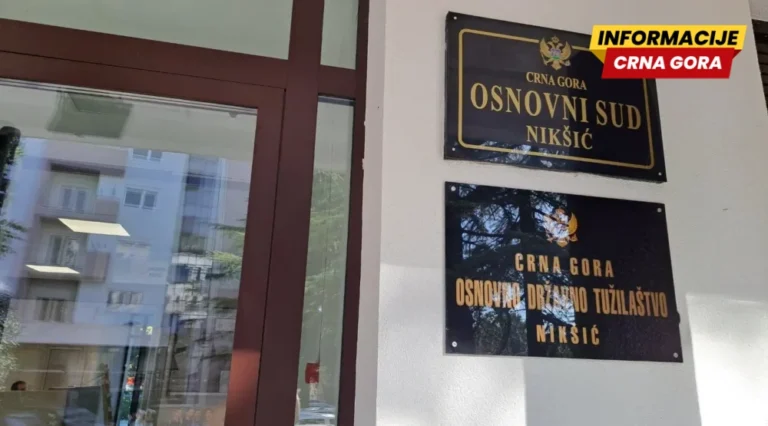 INFORMACIJE
CRNA GORA
CRNA GORA
OSNOVNI SUD
NIKŠIĆ
CRNA GORA
OSNOVNO DRŽAVNO TUŽILAŠTVO
NIKŠIĆ